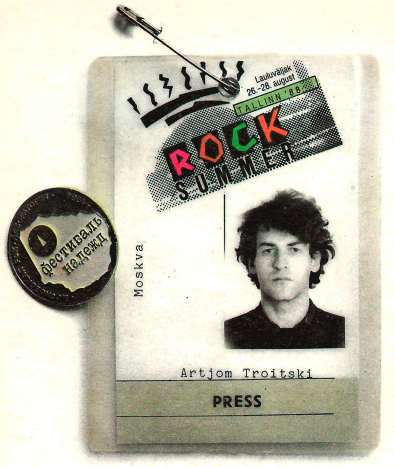 Lauluväljak
26.-28. august
TALLINN '88
ROCK
SUMMER
1
фестиваль
надежд
Moskva
Artjom Troitski
PRESS